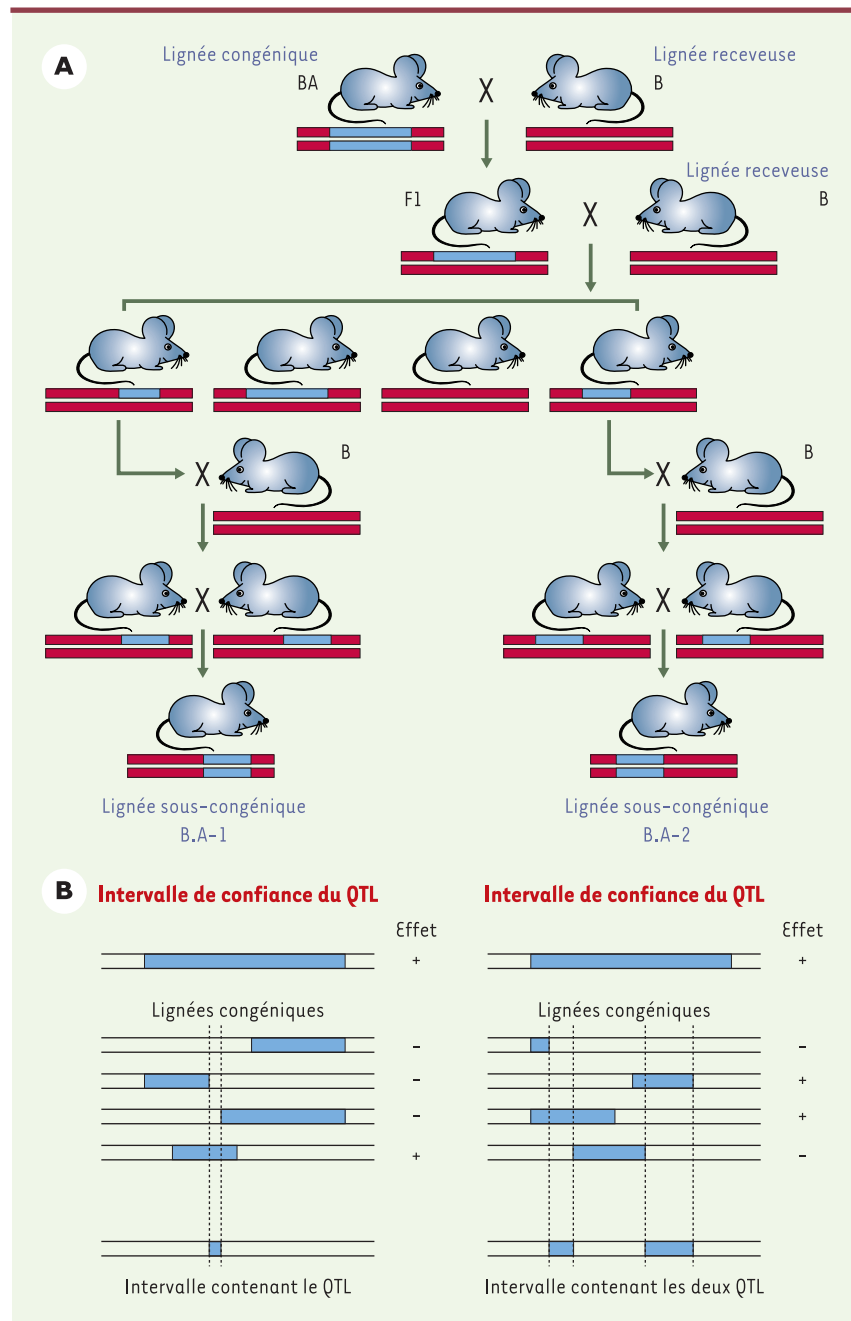 A
Lignée congénique
BA
X
Lignée receveuse
B
Lignée receveuse
F1
X
B
X
B
X
B
X
X
Lignée sous-congénique
B.A-1
Lignée sous-congénique
B.A-2
B
Intervalle de confiance du QTL
Effet
+
Lignées congéniques
-
-
-
+
Intervalle contenant le QTL
Intervalle de confiance du QTL
Effet
+
Lignées congéniques
-
+
+
-
Intervalle contenant les deux QTL